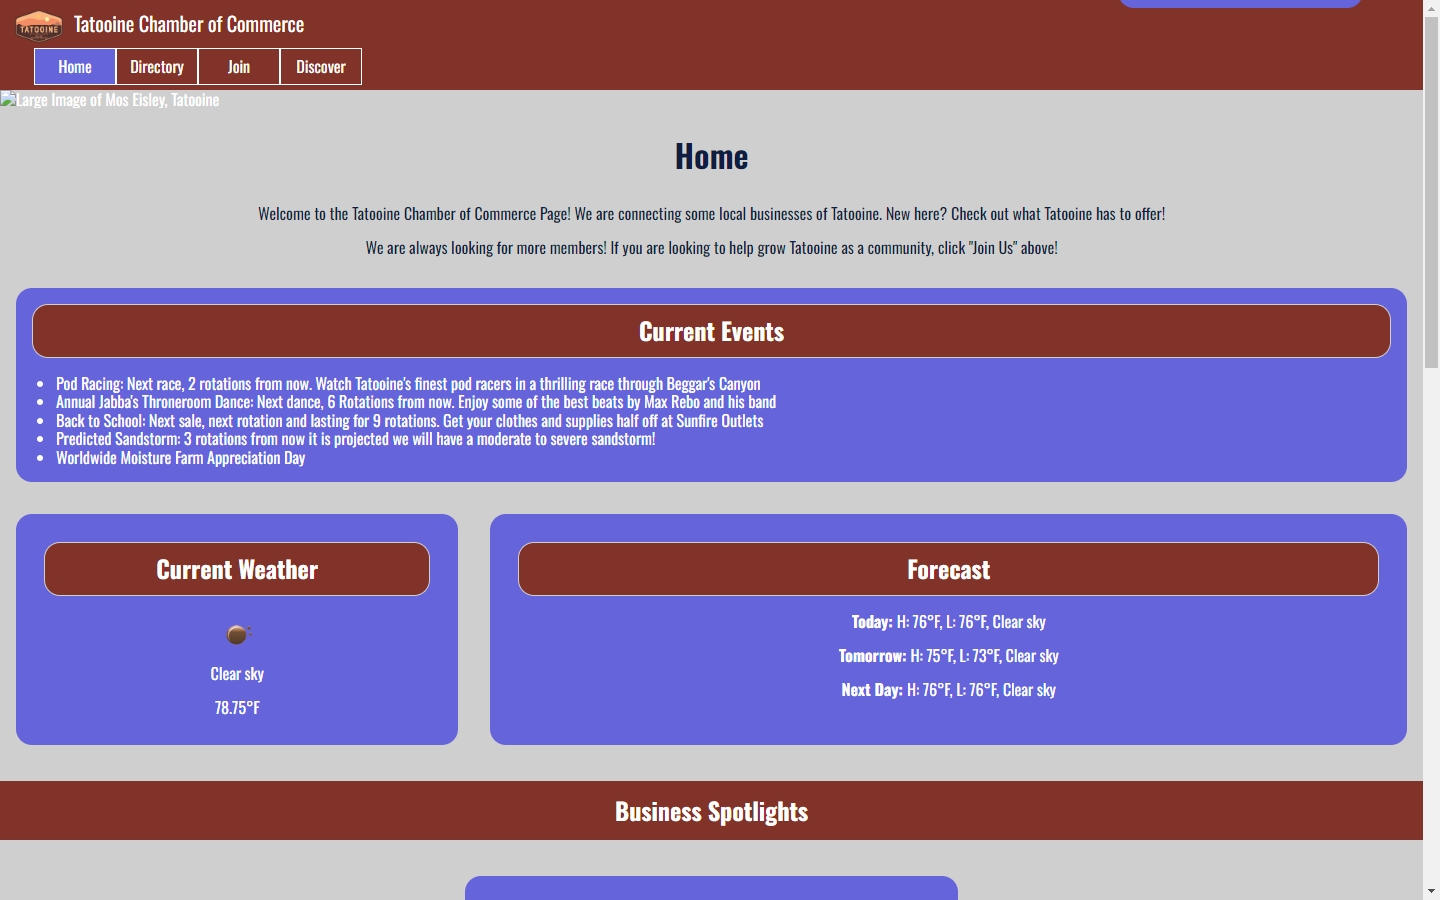 TATOOINE
Tatooine Chamber of Commerce
Home
Directory
Join
Discover
Large Image of Mos Eisley, Tatooine
Home
Welcome to the Tatooine Chamber of Commerce Page! We are connecting some local businesses of Tatooine. New here? Check out what Tatooine has to offer!
We are always looking for more members! If you are looking to help grow Tatooine as a community, click "Join Us" above!
Current Events
Pod Racing: Next race, 2 rotations from now. Watch Tatooine's finest pod racers in a thrilling race through Beggar's Canyon
Annual Jabba's Throneroom Dance: Next dance, 6 Rotations from now. Enjoy some of the best beats by Max Rebo and his band
Back to School: Next sale, next rotation and lasting for 9 rotations. Get your clothes and supplies half off at Sunfire Outlets
Predicted Sandstorm: 3 rotations from now it is projected we will have a moderate to severe sandstorm!
Worldwide Moisture Farm Appreciation Day
Current Weather
Clear sky
78.75°F
Forecast
Today: H: 76°F, L: 76°F, Clear sky
Tomorrow: H: 75°F, L: 73°F, Clear sky
Next Day: H: 76°F, L: 76°F, Clear sky
Business Spotlights